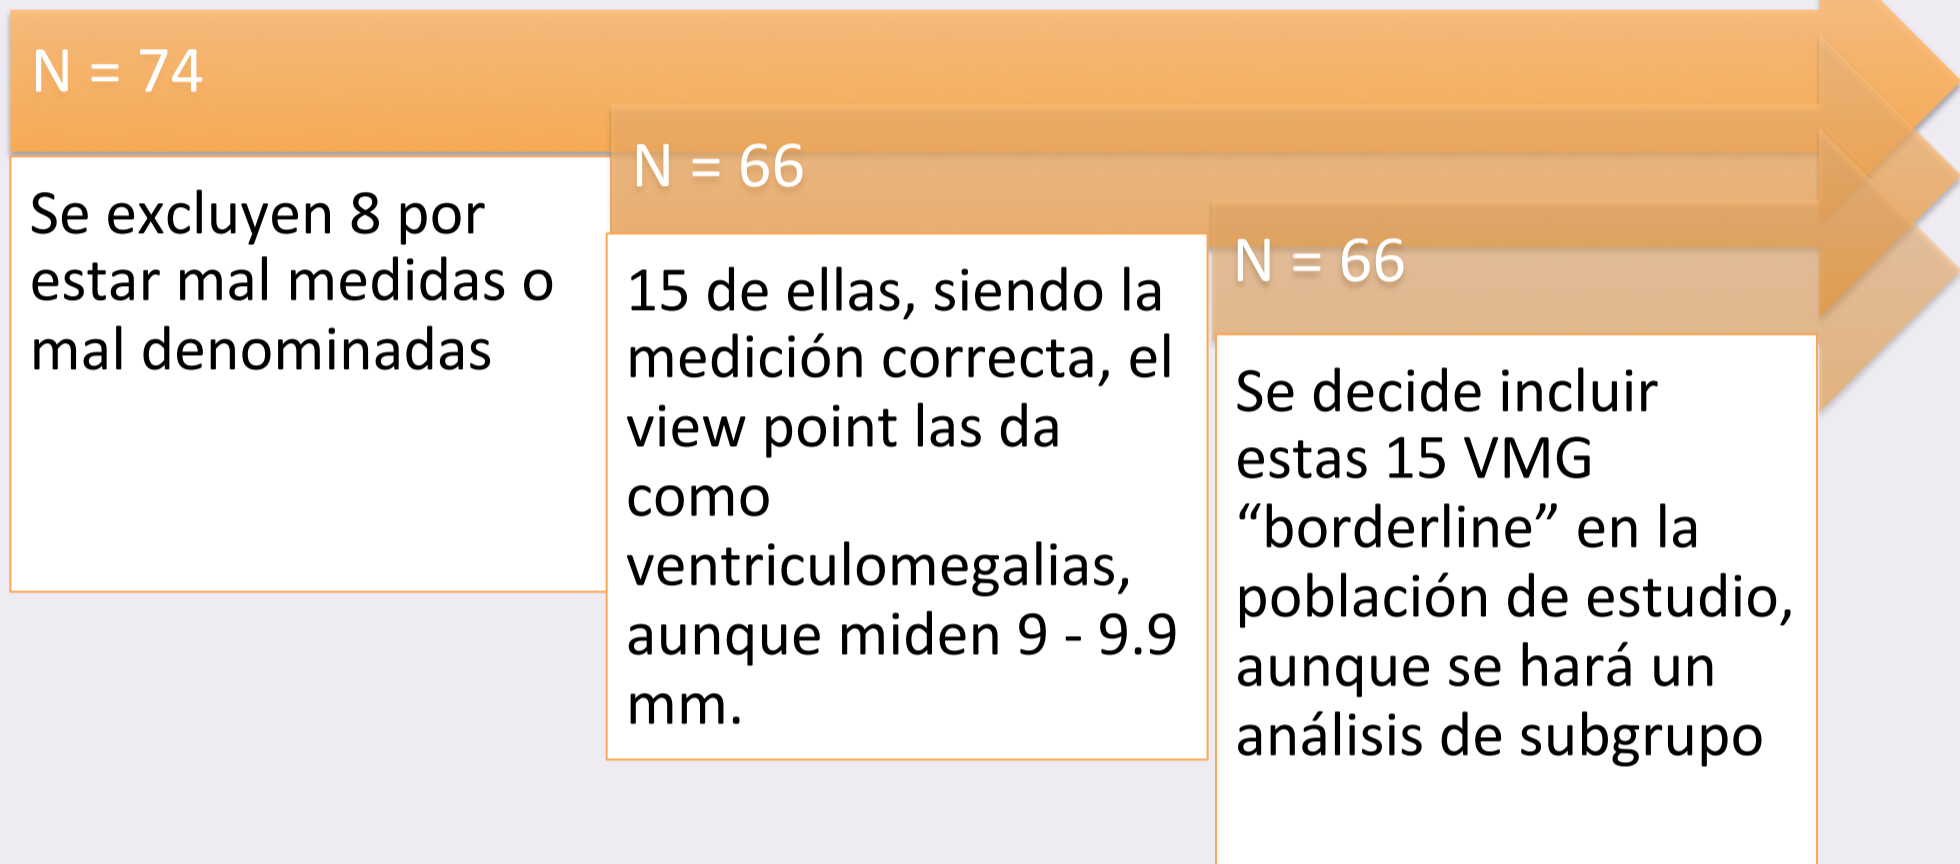 N = 74
Se excluyen 8 por
estar mal medidas o
mal denominadas
N = 66
15 de ellas, siendo la
medición correcta, el
view point las da
como
ventriculomegalias,
aunque miden 9 - 9.9
mm.
N = 66
Se decide incluir
estas 15 VMG
“borderline” en la
población de estudio,
aunque se hará un
análisis de subgrupo